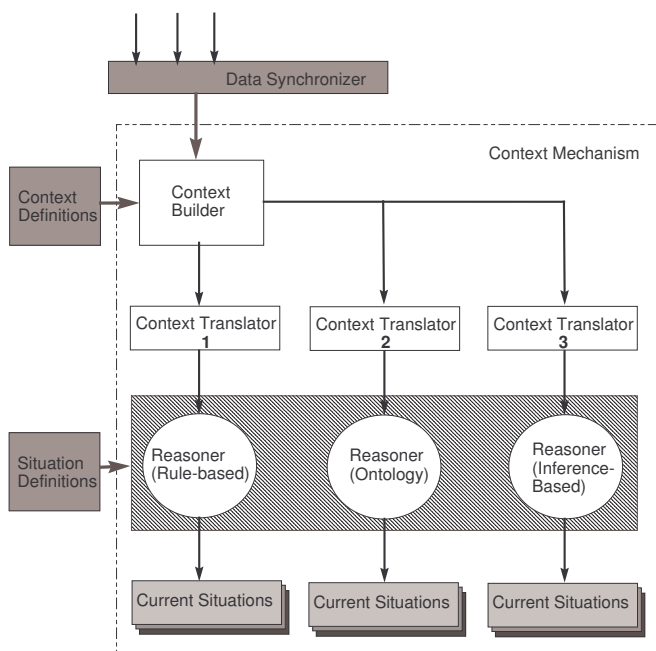 Data Synchronizer
Context Mechanism
Context
Definitions
Context
Builder
Context Translator
1
Context Translator
2
Context Translator
3
Situation
Definitions
Reasoner
(Rule-based)
Reasoner
(Ontology)
Reasoner
(Inference-
Based)
Current Situations
Current Situations
Current Situations